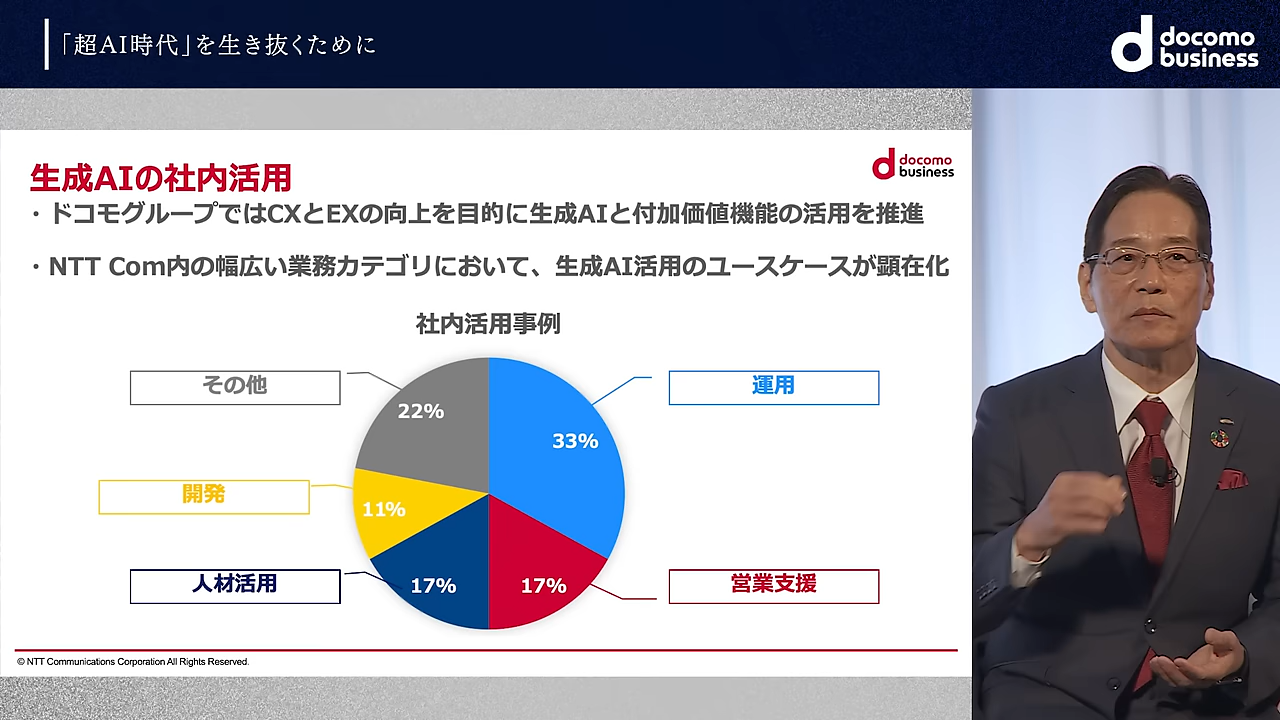 「超AI時代」を生き抜くために
docomo
business
生成AIの社内活用
docomo
business
・ドコモグループではCXとEXの向上を目的に生成AIと付加価値機能の活用を推進
・NTT Com内の幅広い業務カテゴリにおいて、生成AI活用のユースケースが顕在化
社内活用事例
その他
運用
22%
33%
開発
11%
人材活用
17%
17%
営業支援
© NTT Communications Corporation All Rights Reserved.